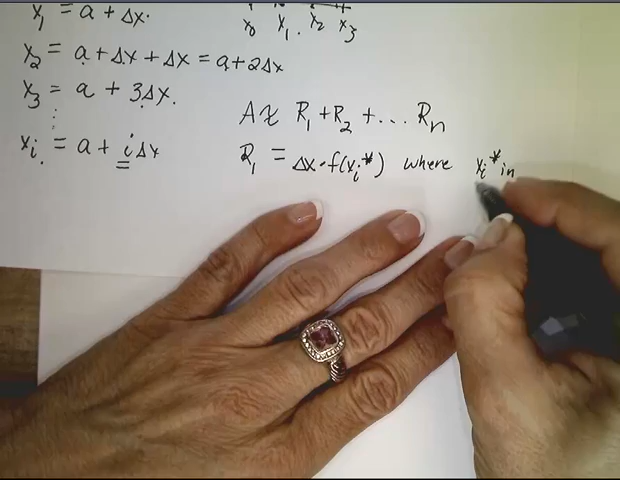 x₁ = a + Δx.
x₀ x₁. x₂ x₃
x₂ = a + Δx + Δx = a + 2Δx
x₃ = a + 3Δx.
⋮
A ≈ R₁ + R₂ + ... Rₙ
xᵢ. = a + iΔx
R₁ = Δx · f(xᵢ*) where xᵢ* in